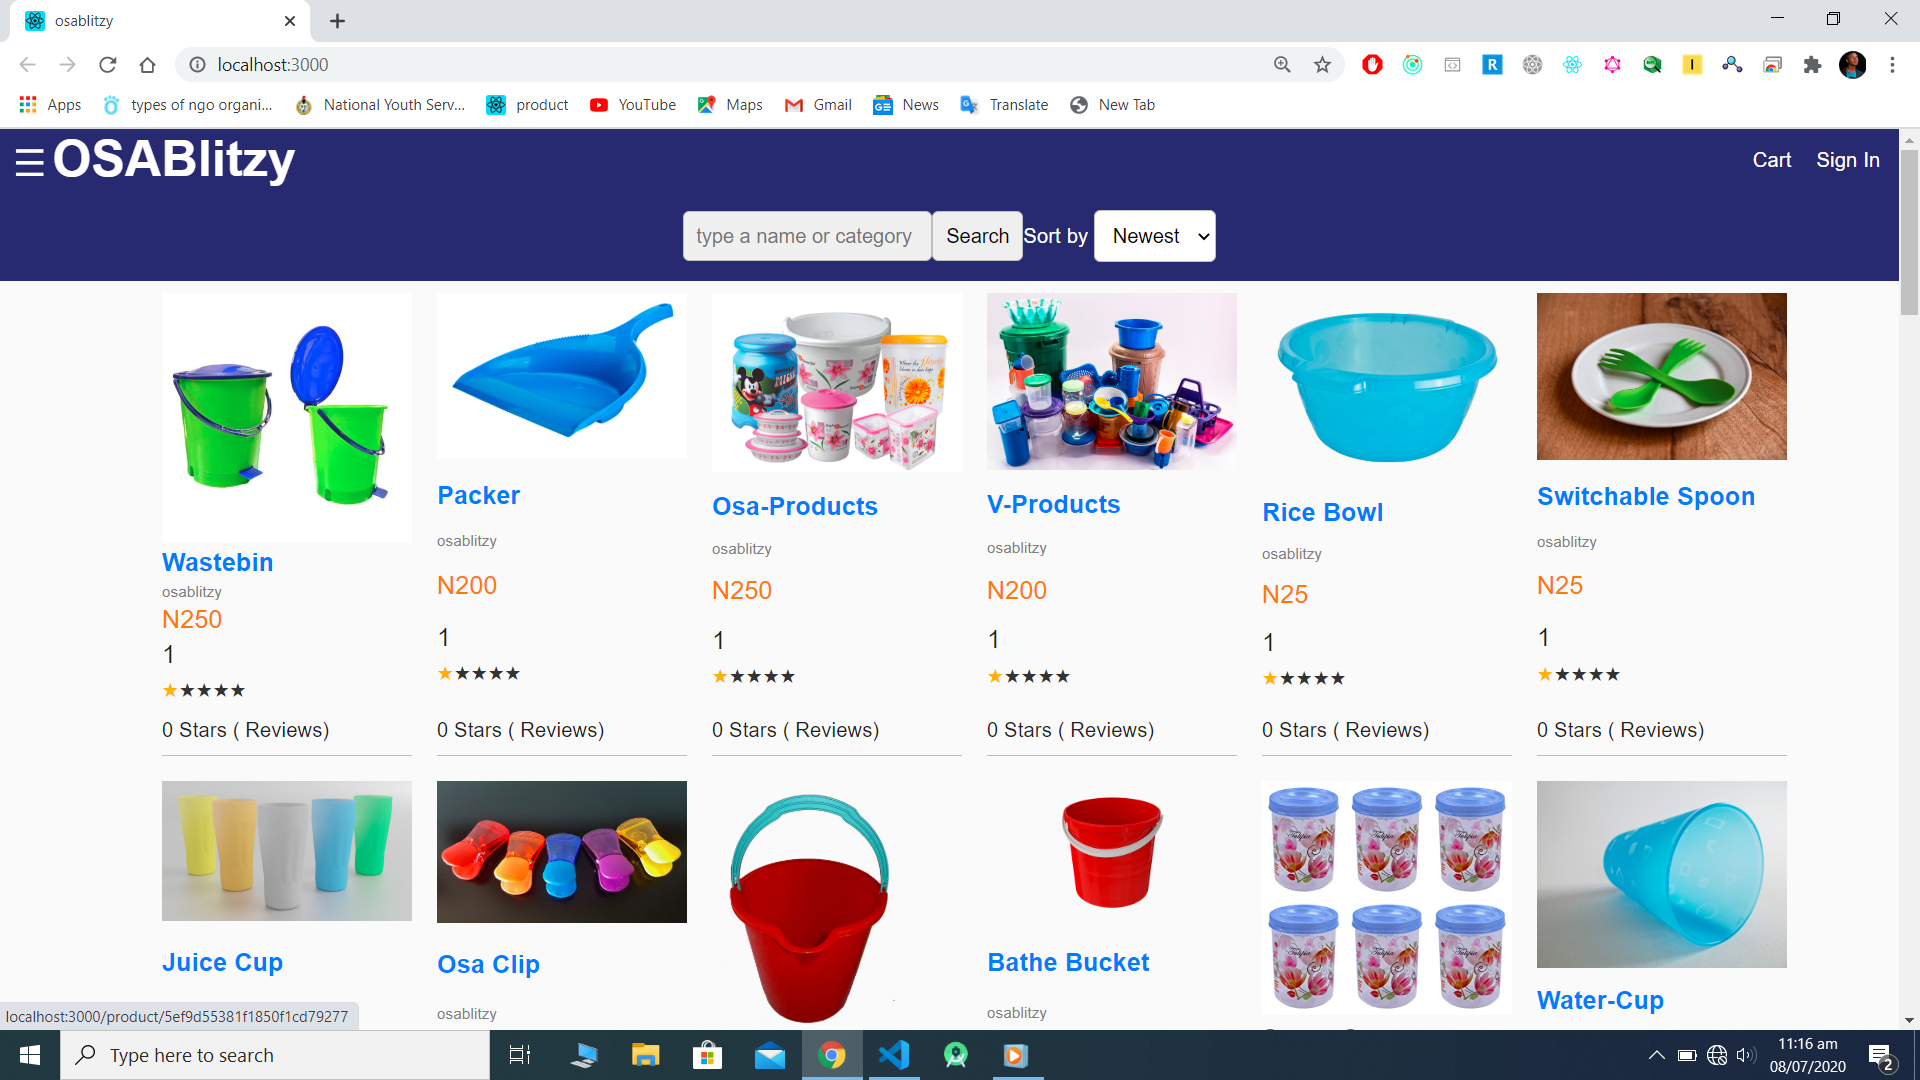 osablitzy
localhost:3000
Apps
types of ngo organi...
National Youth Serv...
product
YouTube
Maps
Gmail
News
Translate
New Tab
☰ OSABlitzy
Cart
Sign In
type a name or category
Search
Sort by
Newest
Wastebin
osablitzy
N250
1
★★★★★
0 Stars ( Reviews)
Packer
osablitzy
N200
1
★★★★★
0 Stars ( Reviews)
Osa-Products
osablitzy
N250
1
★★★★★
0 Stars ( Reviews)
V-Products
osablitzy
N200
1
★★★★★
0 Stars ( Reviews)
Rice Bowl
osablitzy
N25
1
★★★★★
0 Stars ( Reviews)
Switchable Spoon
osablitzy
N25
1
★★★★★
0 Stars ( Reviews)
Juice Cup
Osa Clip
osablitzy
Bathe Bucket
osablitzy
Water-Cup
localhost:3000/product/5ef9d55381f1850f1cd79277
Type here to search
11:16 am
08/07/2020
2